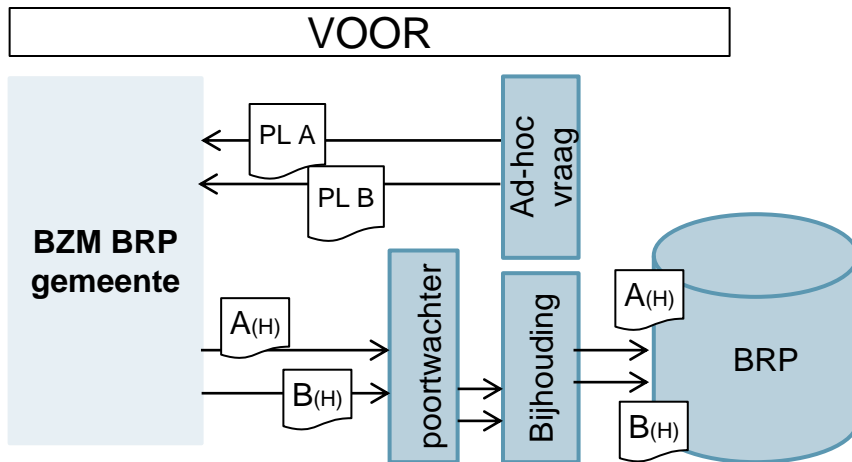 VOOR
PL A
PL B
Ad-hoc
vraag
BZM BRP
gemeente
A(H)
B(H)
poortwachter
Bijhouding
A(H)
BRP
B(H)